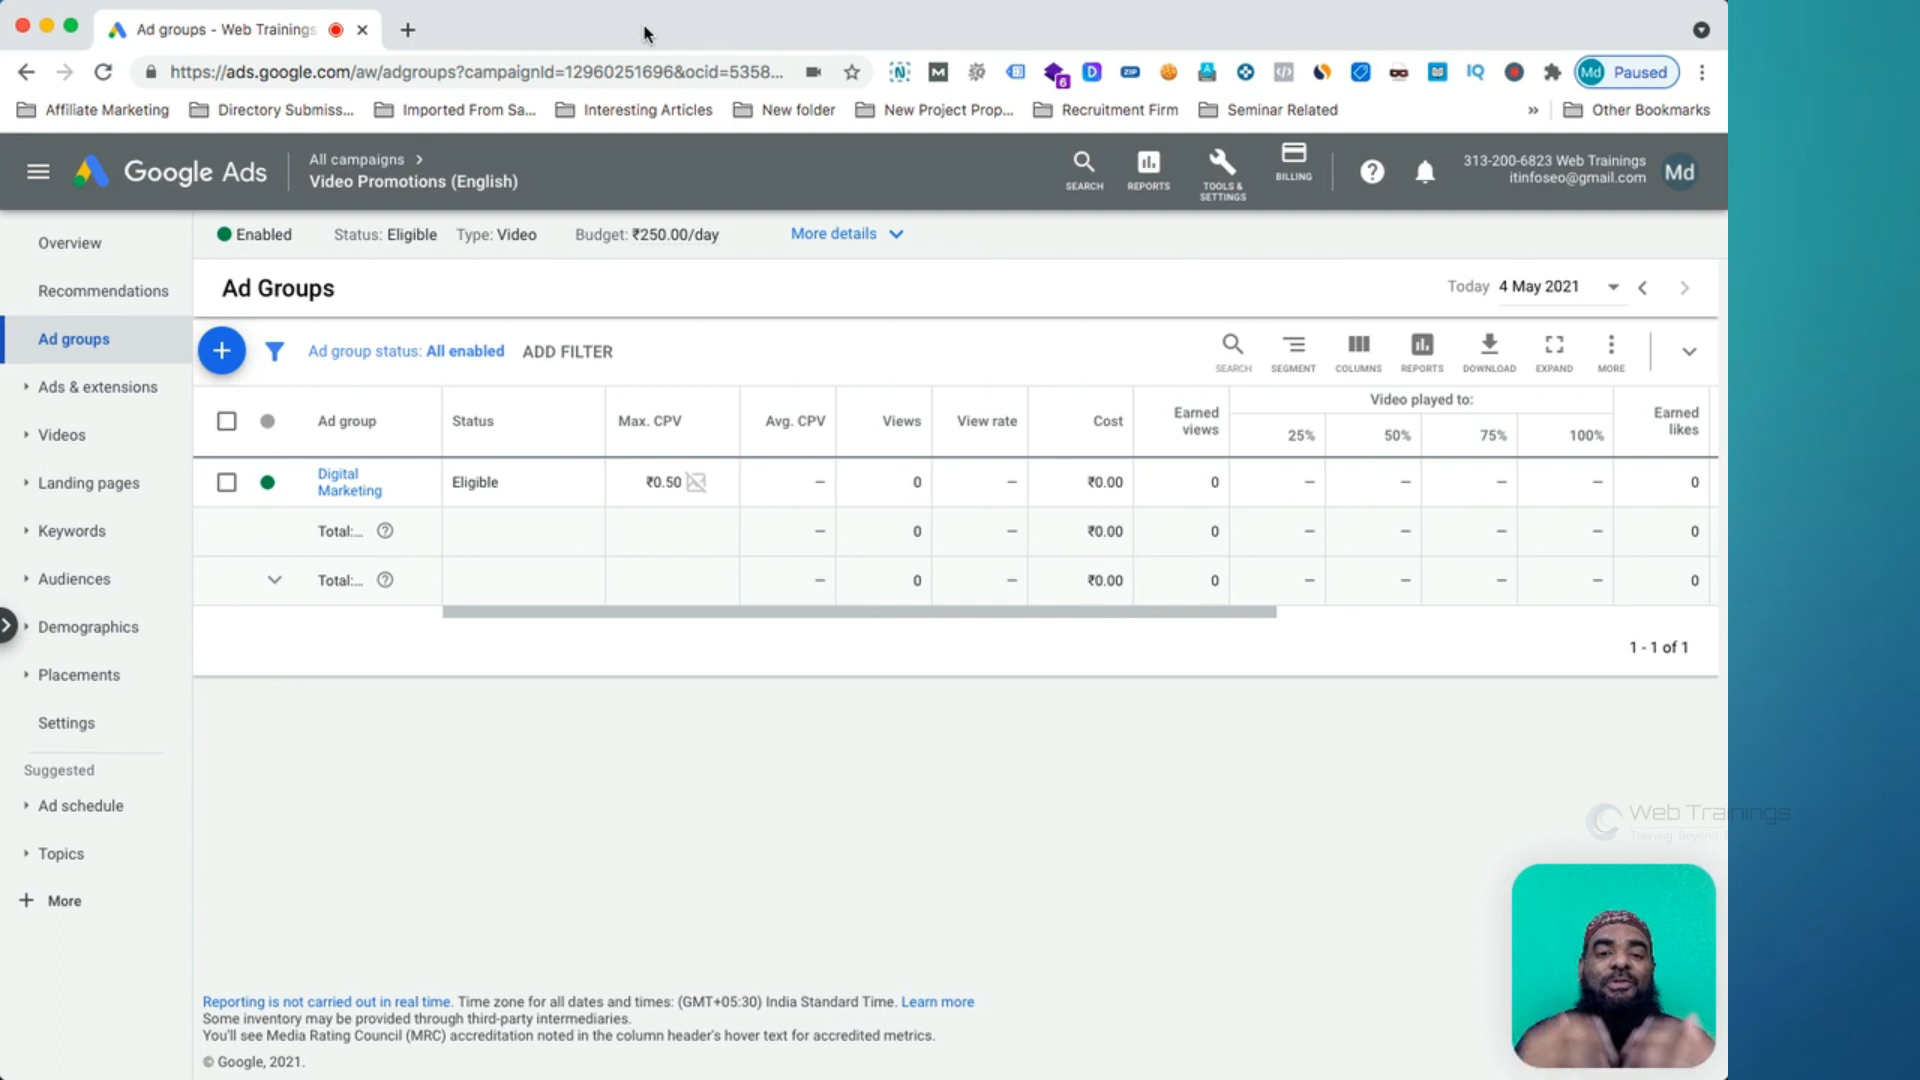 Ad groups - Web Trainings
https://ads.google.com/aw/adgroups?campaignId=12960251696&ocid=5358...
6
M
D
ZIP
IQ
Md Paused
Affiliate Marketing
Directory Submiss...
Imported From Sa...
Interesting Articles
New folder
New Project Prop...
Recruitment Firm
Seminar Related
»
Other Bookmarks
Google Ads
All campaigns >
Video Promotions (English)
SEARCH
REPORTS
TOOLS &
SETTINGS
BILLING
313-200-6823 Web Trainings
itinfoseo@gmail.com
Md
Enabled
Status: Eligible
Type: Video
Budget: ₹250.00/day
More details
Overview
Recommendations
Ad groups
Ads & extensions
Videos
Landing pages
Keywords
Audiences
Demographics
Placements
Settings
Suggested
Ad schedule
Topics
+ More
Ad Groups
Today 4 May 2021
Ad group status: All enabled
ADD FILTER
SEARCH
SEGMENT
COLUMNS
REPORTS
DOWNLOAD
EXPAND
MORE
Ad group Status Max. CPV Avg. CPV Views View rate Cost Earned views Video played to: 25% 50% 75% 100% Earned likes
Digital Marketing Eligible ₹0.50 – 0 – ₹0.00 0 – – – – 0
Total:... – 0 – ₹0.00 0 – – – – 0
Total:... – 0 – ₹0.00 0 – – – – 0
1 - 1 of 1
Web Trainings
Training Beyond
Reporting is not carried out in real time. Time zone for all dates and times: (GMT+05:30) India Standard Time. Learn more
Some inventory may be provided through third-party intermediaries.
You'll see Media Rating Council (MRC) accreditation noted in the column header's hover text for accredited metrics.
© Google, 2021.